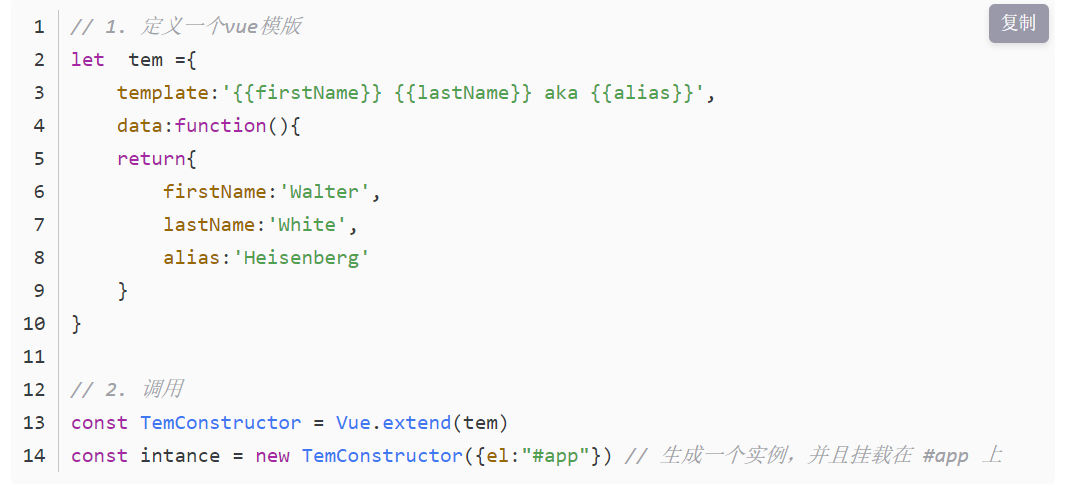 复制
1 // 1. 定义一个vue模版
2 let  tem ={
3     template:'{{firstName}} {{lastName}} aka {{alias}}',
4     data:function(){
5     return{
6         firstName:'Walter',
7         lastName:'White',
8         alias:'Heisenberg'
9     }
10 }
11
12 // 2. 调用
13 const TemConstructor = Vue.extend(tem)
14 const intance = new TemConstructor({el:"#app"}) // 生成一个实例，并且挂载在 #app 上